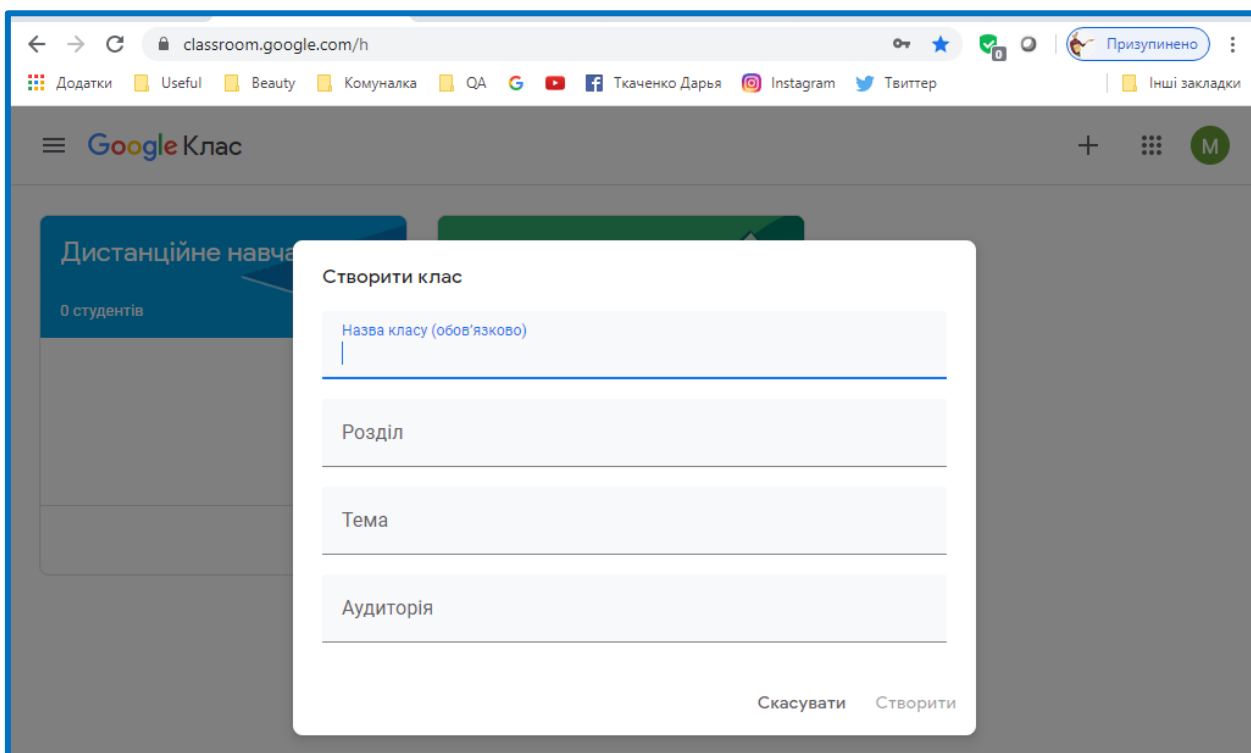 classroom.google.com/h
0
Призупинено
Додатки Useful Beauty Комуналка QA Ткаченко Дарья Instagram Твиттер Інші закладки
Google Клас
M
Дистанційне навча
0 студентів
Створити клас
Назва класу (обов'язково)
Розділ
Тема
Аудиторія
Скасувати Створити